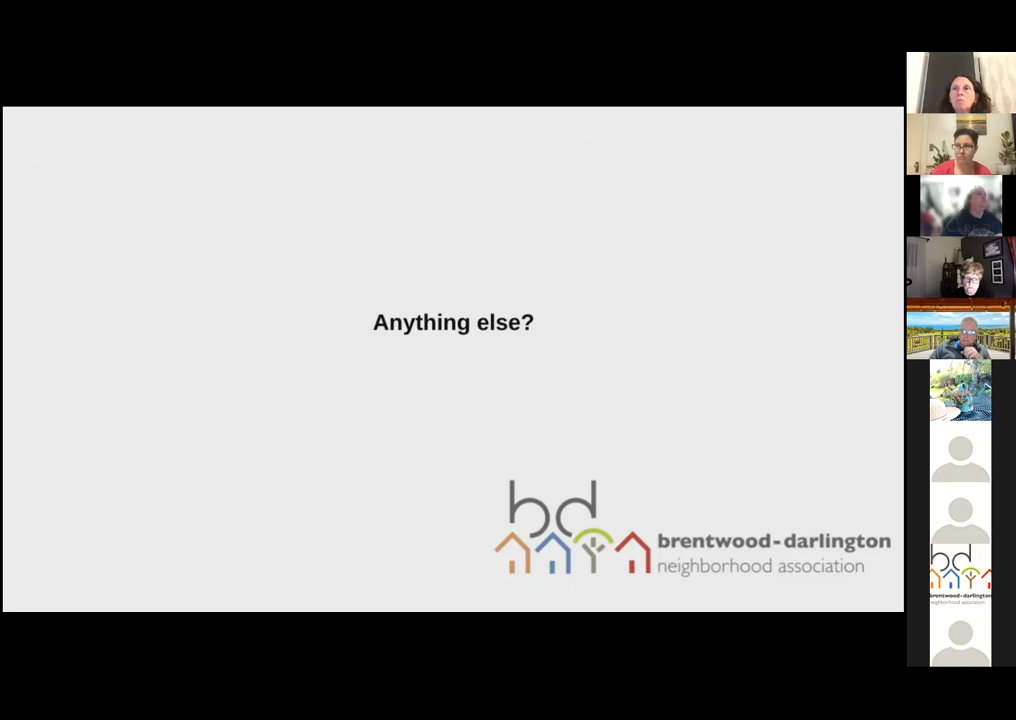 Anything else?
bd
brentwood-darlington
neighborhood association
bd
brentwood-darlington
neighborhood association